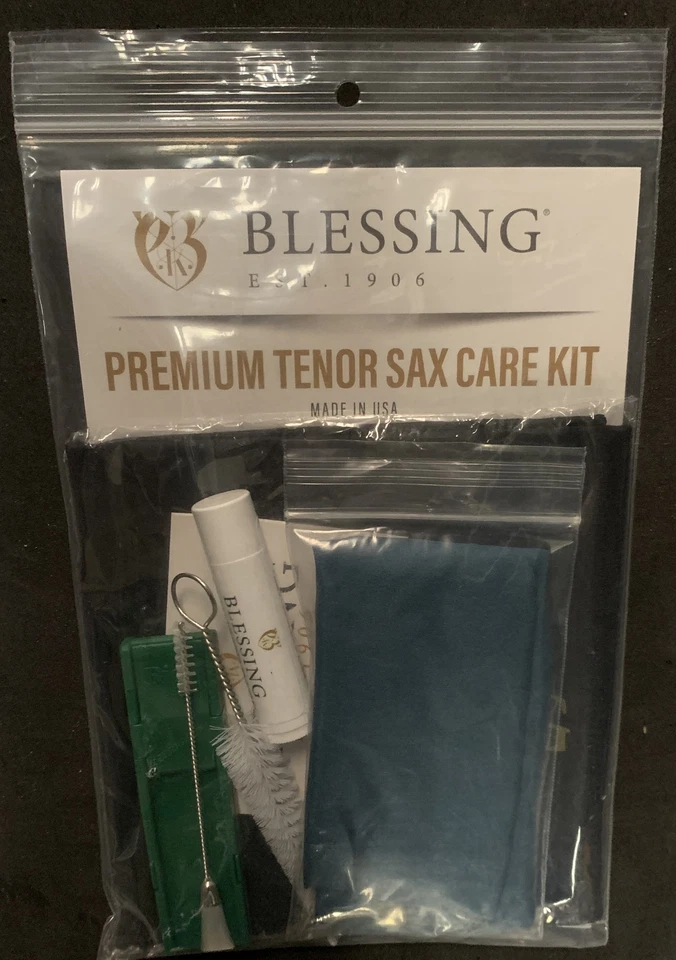 BLESSING®
EST. 1906
PREMIUM TENOR SAX CARE KIT
MADE IN USA
BLESSING